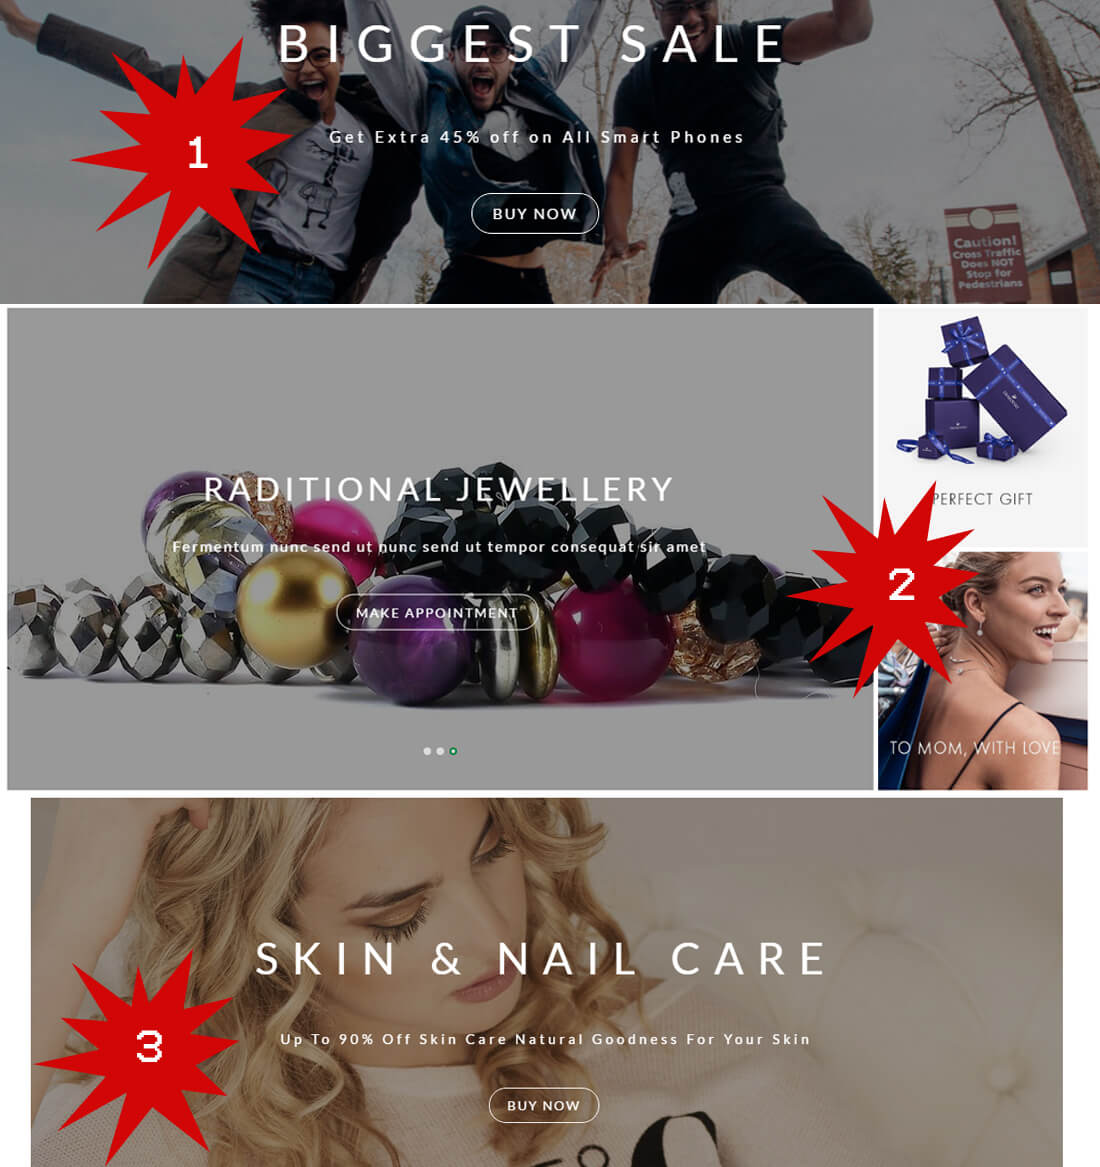 BIGGEST SALE
1
Get Extra 45% off on All Smart Phones
BUY NOW
Caution!
Cross Traffic
Does NOT
Stop for
Pedestrians
RADITIONAL JEWELLERY
Fermentum nunc send ut nunc send ut tempor consequat sir amet
MAKE APPOINTMENT
PERFECT GIFT
2
TO MOM, WITH LOVE
SKIN & NAIL CARE
3
Up To 90% Off Skin Care Natural Goodness For Your Skin
BUY NOW